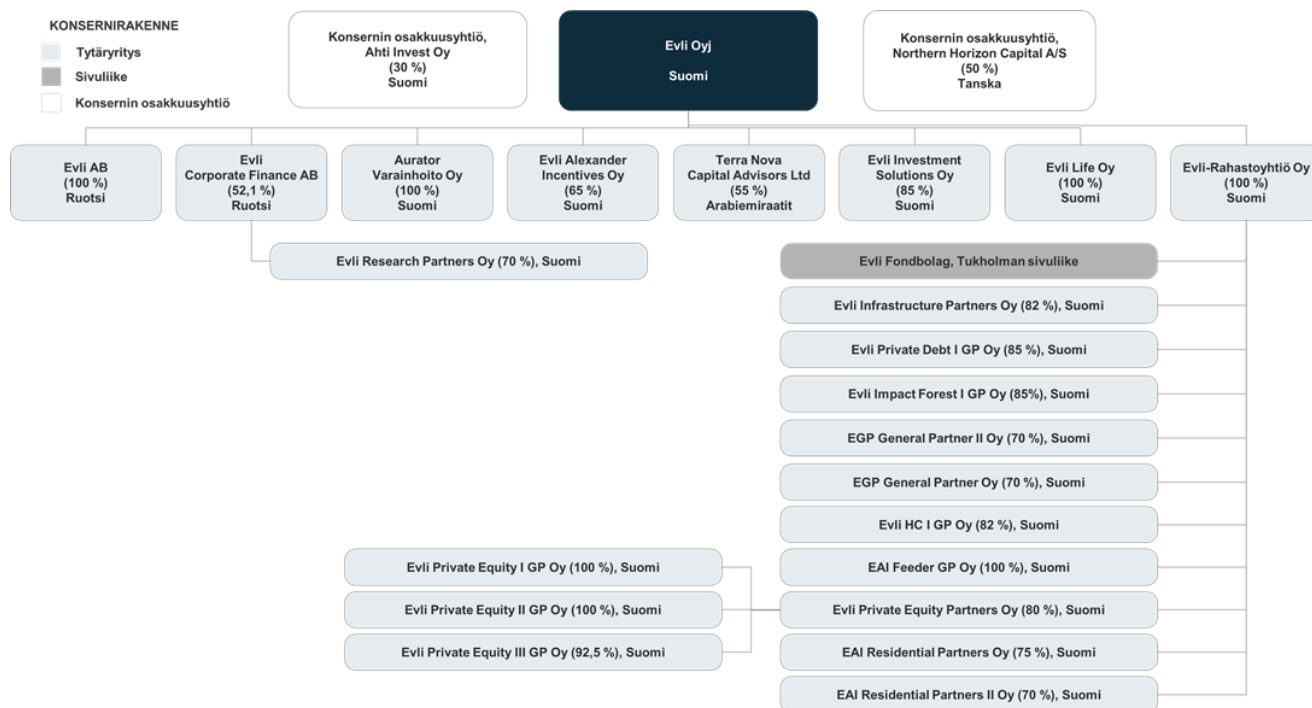 KONSERNIRAKENNE
Tytäryritys
Sivuliike
Konsernin osakkuusyhtiö
Konsernin osakkuusyhtiö,
Ahti Invest Oy
(30 %)
Suomi
Evli Oyj
Suomi
Konsernin osakkuusyhtiö,
Northern Horizon Capital A/S
(50 %)
Tanska
Evli AB
(100 %)
Ruotsi
Evli
Corporate Finance AB
(52,1 %)
Ruotsi
Aurator
Varainhoito Oy
(100 %)
Suomi
Evli Alexander
Incentives Oy
(65 %)
Suomi
Terra Nova
Capital Advisors Ltd
(55 %)
Arabiemiraatit
Evli Investment
Solutions Oy
(85 %)
Suomi
Evli Life Oy
(100 %)
Suomi
Evli-Rahastoyhtiö Oy
(100 %)
Suomi
Evli Research Partners Oy (70 %), Suomi
Evli Fondbolag, Tukholman sivuliike
Evli Infrastructure Partners Oy (82 %), Suomi
Evli Private Debt I GP Oy (85 %), Suomi
Evli Impact Forest I GP Oy (85%), Suomi
EGP General Partner II Oy (70 %), Suomi
EGP General Partner Oy (70 %), Suomi
Evli HC I GP Oy (82 %), Suomi
EAI Feeder GP Oy (100 %), Suomi
Evli Private Equity Partners Oy (80 %), Suomi
EAI Residential Partners Oy (75 %), Suomi
EAI Residential Partners II Oy (70 %), Suomi
Evli Private Equity I GP Oy (100 %), Suomi
Evli Private Equity II GP Oy (100 %), Suomi
Evli Private Equity III GP Oy (92,5 %), Suomi